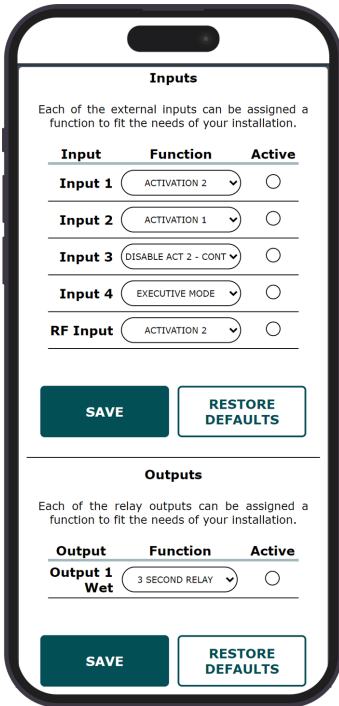 Inputs
Each of the external inputs can be assigned a
function to fit the needs of your installation.
Input Function Active
Input 1 ACTIVATION 2
Input 2 ACTIVATION 1
Input 3 DISABLE ACT 2 - CONT
Input 4 EXECUTIVE MODE
RF Input ACTIVATION 2
SAVE
RESTORE
DEFAULTS
Outputs
Each of the relay outputs can be assigned a
function to fit the needs of your installation.
Output Function Active
Output 1
Wet
3 SECOND RELAY
SAVE
RESTORE
DEFAULTS